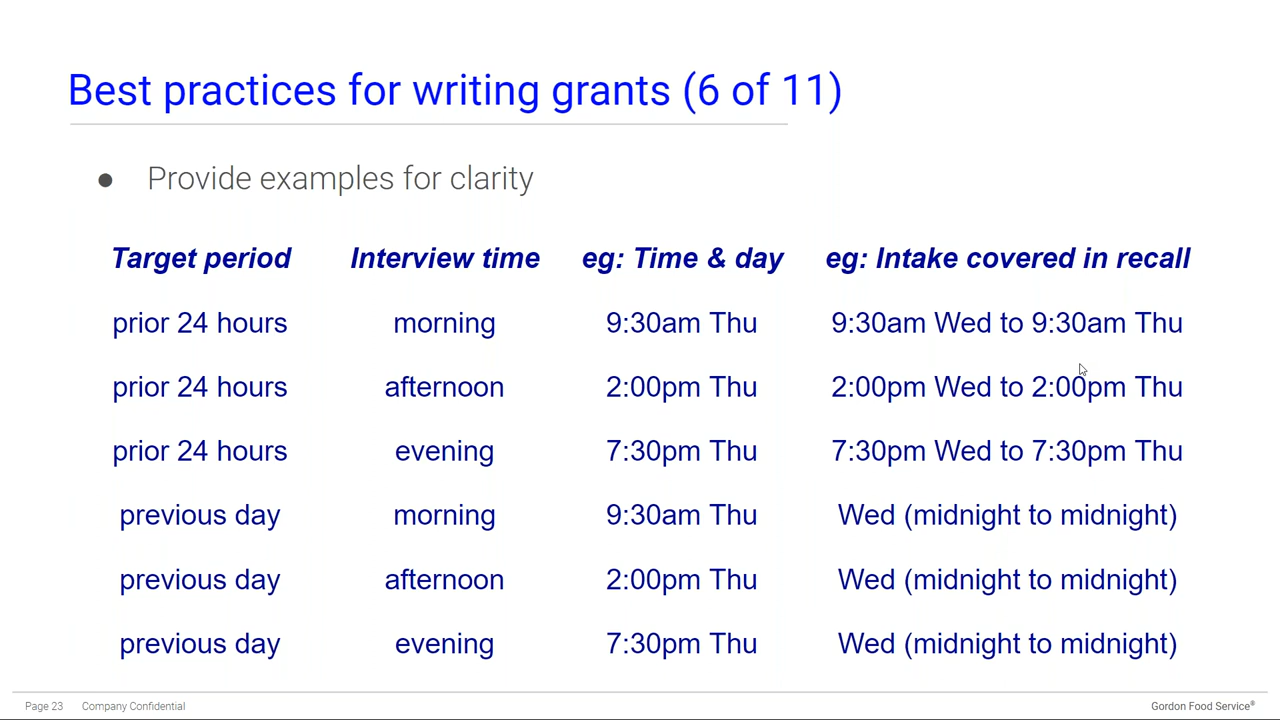 Best practices for writing grants (6 of 11)
● Provide examples for clarity
Target period Interview time eg: Time & day eg: Intake covered in recall
prior 24 hours morning 9:30am Thu 9:30am Wed to 9:30am Thu
prior 24 hours afternoon 2:00pm Thu 2:00pm Wed to 2:00pm Thu
prior 24 hours evening 7:30pm Thu 7:30pm Wed to 7:30pm Thu
previous day morning 9:30am Thu Wed (midnight to midnight)
previous day afternoon 2:00pm Thu Wed (midnight to midnight)
previous day evening 7:30pm Thu Wed (midnight to midnight)
Page 23 Company Confidential Gordon Food Service®